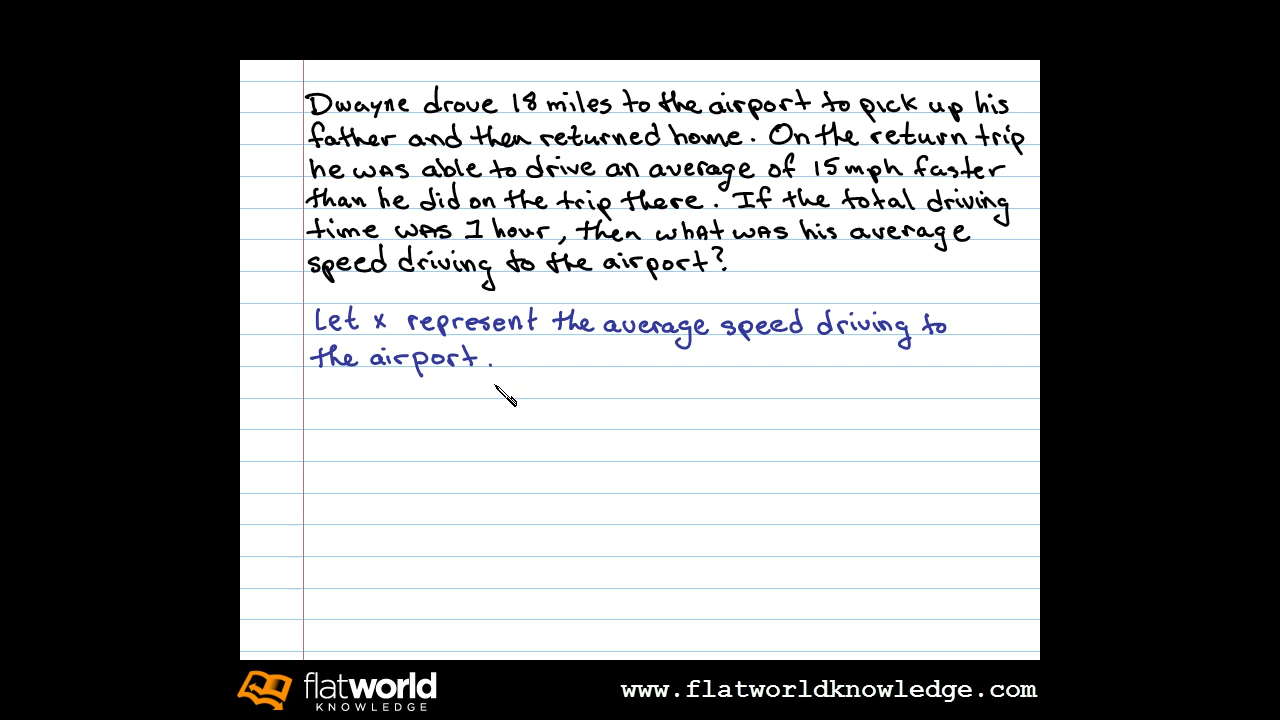 Dwayne drove 18 miles to the airport to pick up his
father and then returned home. On the return trip
he was able to drive an average of 15 mph faster
than he did on the trip there. If the total driving
time was 1 hour, then what was his average
speed driving to the airport?
Let x represent the average speed driving to
the airport.
flatworld
KNOWLEDGE
www.flatworldknowledge.com